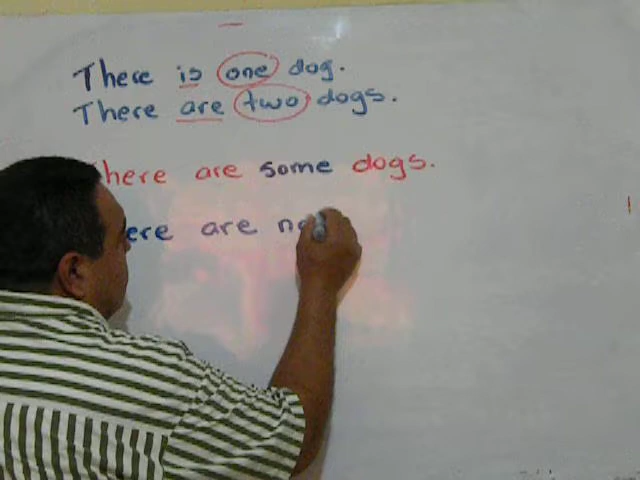 There is one dog.
There are two dogs.
here are some dogs.
ere are no